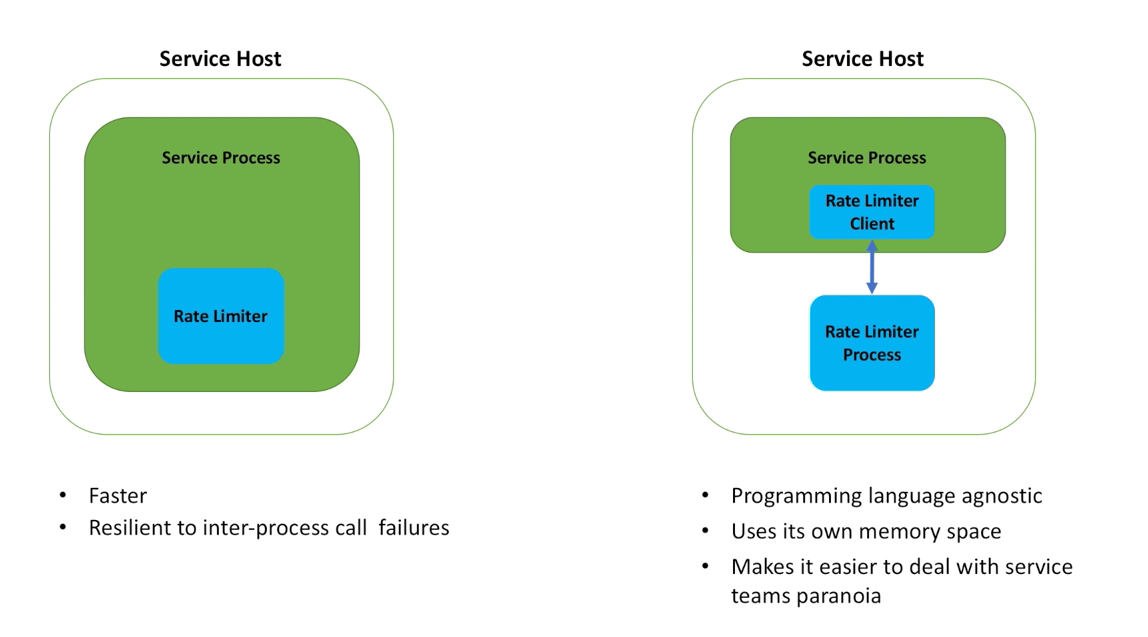 Service Host
Service Process
Rate Limiter
• Faster
• Resilient to inter-process call  failures
Service Host
Service Process
Rate Limiter
Client
Rate Limiter
Process
• Programming language agnostic
• Uses its own memory space
• Makes it easier to deal with service
teams paranoia